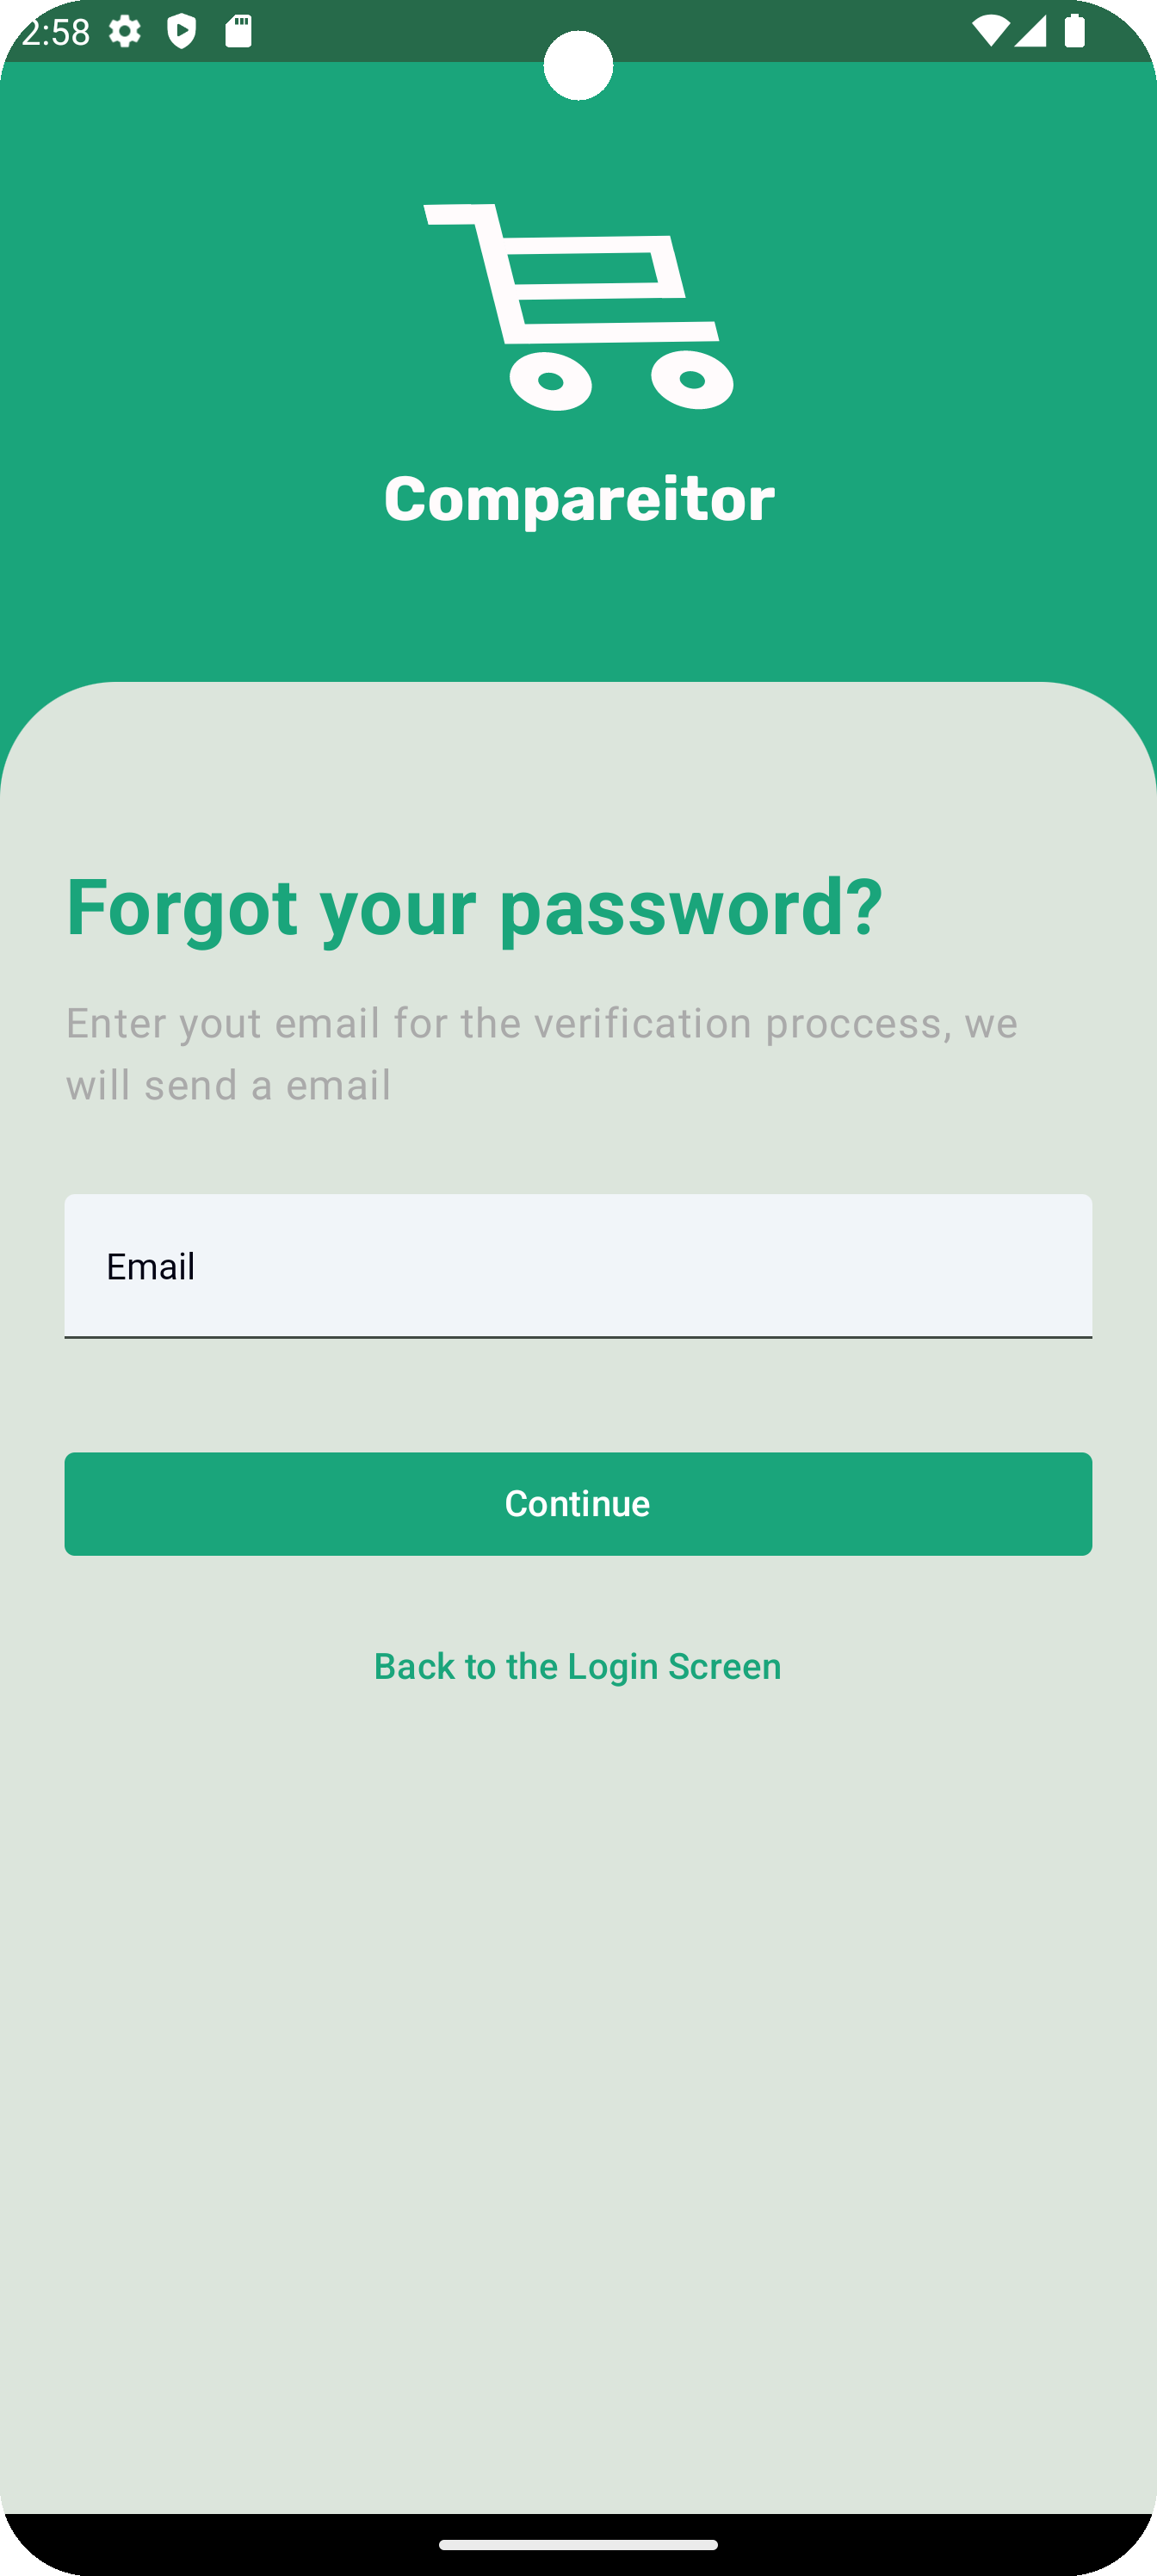 2:58
Compareitor
Forgot your password?
Enter yout email for the verification proccess, we
will send a email
Email
Continue
Back to the Login Screen